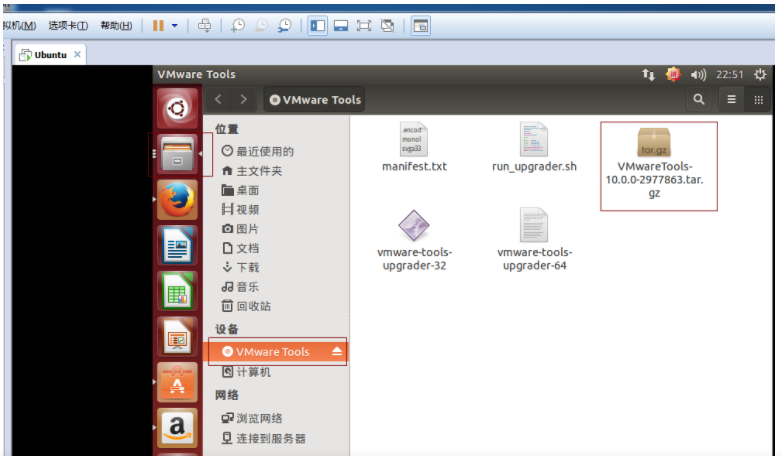 拟机(M) 选项卡(T) 帮助(H)
Ubuntu ×
VMware Tools
22:51
VMware Tools
位置
最近使用的
主文件夹
桌面
视频
图片
文档
下载
音乐
回收站
设备
VMware Tools
计算机
网络
浏览网络
连接到服务器
manifest.txt
run_upgrader.sh
tar.gz
VMwareTools-
10.0.0-2977863.tar.
gz
vmware-tools-
upgrader-32
vmware-tools-
upgrader-64